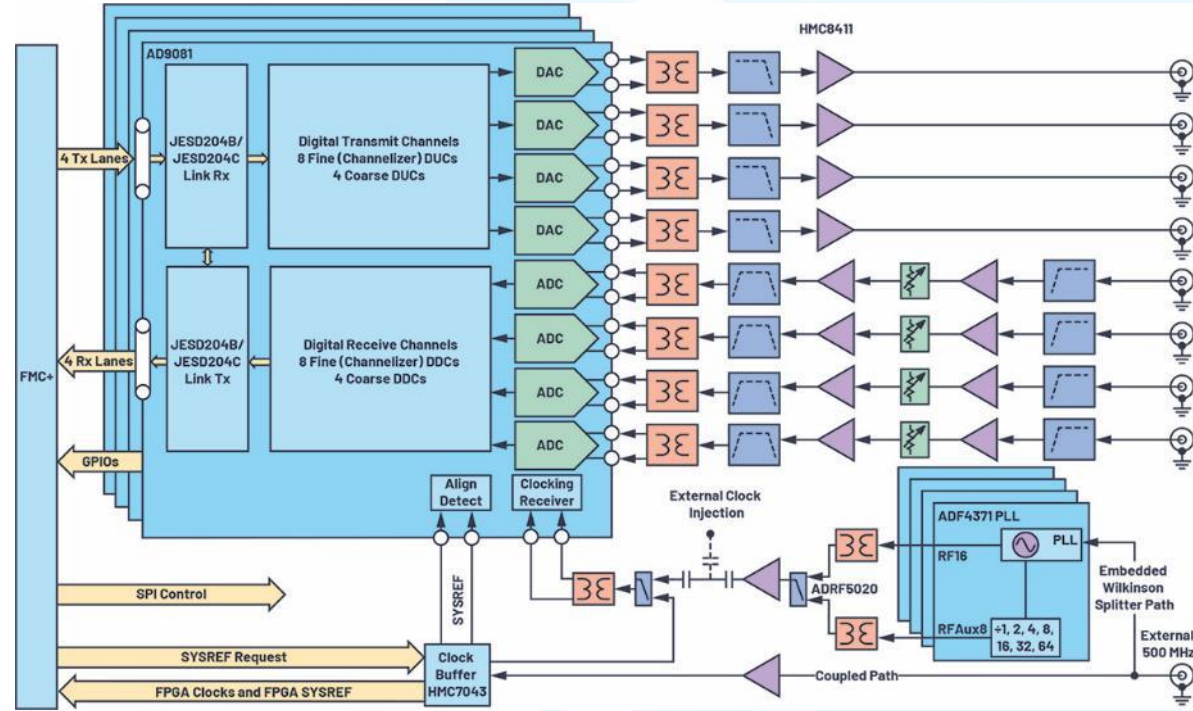 HMC8411
AD9081
JESD204B/
JESD204C
Link Rx
Digital Transmit Channels
8 Fine (Channelizer) DUCs
4 Coarse DUCs
DAC
DAC
DAC
DAC
4 Tx Lanes
FMC+
4 Rx Lanes
JESD204B/
JESD204C
Link Tx
Digital Receive Channels
8 Fine (Channelizer) DDCs
4 Coarse DDCs
ADC
ADC
ADC
ADC
GPIOs
Align
Detect
Clocking
Receiver
External Clock
Injection
ADF4371 PLL
PLL
RF16
ADRF5020
RFAux8
÷1, 2, 4, 8,
16, 32, 64
Embedded
Wilkinson
Splitter Path
External
500 MHz
SPI Control
SYSREF
SYSREF Request
Clock
Buffer
HMC7043
FPGA Clocks and FPGA SYSREF
Coupled Path